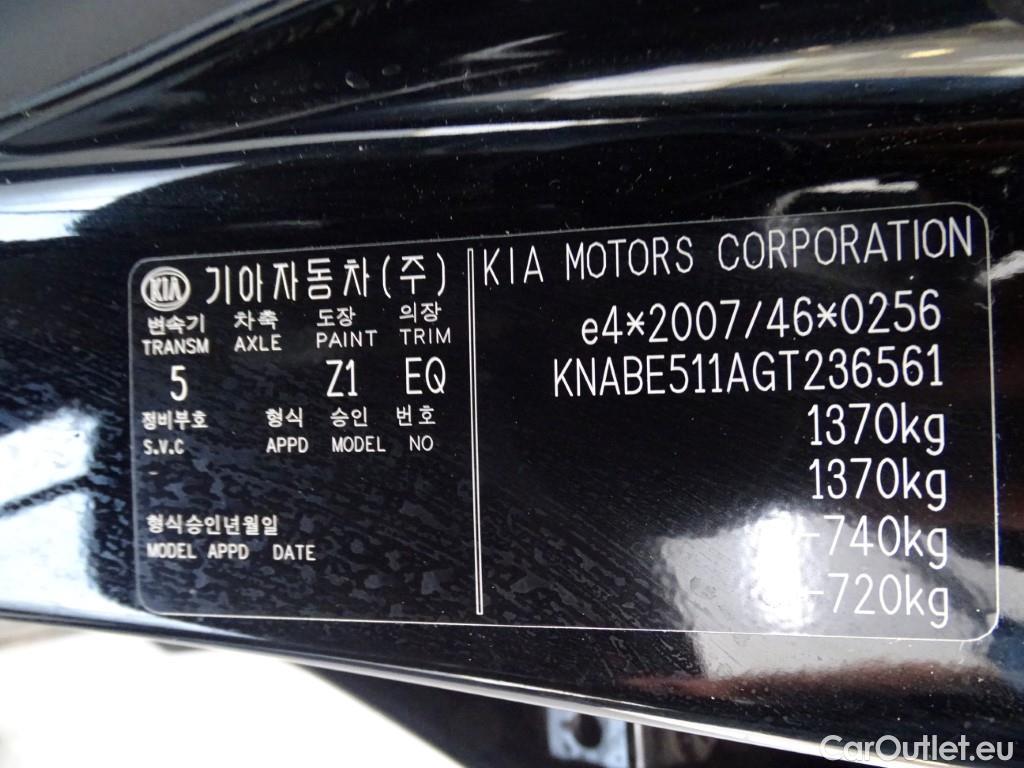 KIA 기아자동차(주)
변속기 차축 도장 의장
TRANSM AXLE PAINT TRIM
5 Z1 EQ
정비부호 형식 승인 번호
S.V.C APPD MODEL NO
-
형식승인년월일
MODEL APPD DATE
KIA MOTORS CORPORATION
e4*2007/46*0256
KNABE511AGT236561
1370kg
1370kg
-740kg
-720kg
CarOutlet.eu